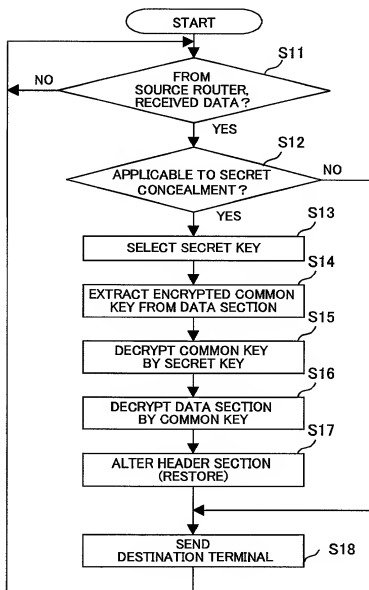 START
S11
NO
FROM
SOURCE ROUTER,
RECEIVED DATA ?
YES
S12
NO
APPLICABLE TO SECRET
CONCEALMENT ?
YES
S13
SELECT SECRET KEY
S14
EXTRACT ENCRYPTED COMMON
KEY FROM DATA SECTION
S15
DECRYPT COMMON KEY
BY SECRET KEY
S16
DECRYPT DATA SECTION
BY COMMON KEY
S17
ALTER HEADER SECTION
(RESTORE)
SEND
DESTINATION TERMINAL
S18